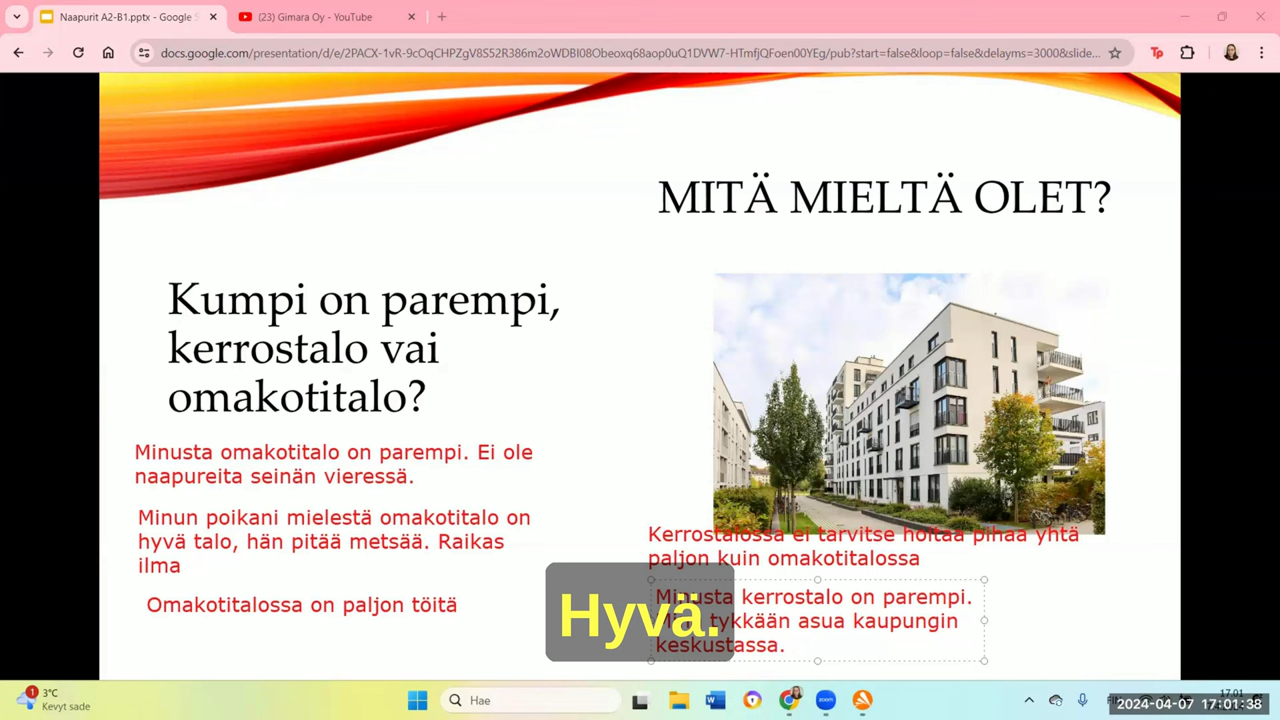 Naapurit A2-B1.pptx - Google S
(23) Gimara Oy - YouTube
docs.google.com/presentation/d/e/2PACX-1vR-9cOqCHPZgV8S52R386m2oWDBI08Obeoxq68aop0uQ1DVW7-HTmfjQFoen00YEg/pub?start=false&loop=false&delayms=3000&slide...
MITÄ MIELTÄ OLET?
Kumpi on parempi,
kerrostalo vai
omakotitalo?
Minusta omakotitalo on parempi. Ei ole
naapureita seinän vieressä.
Minun poikani mielestä omakotitalo on
hyvä talo, hän pitää metsää. Raikas
ilma
Omakotitalossa on paljon töitä
Kerrostalossa ei tarvitse hoitaa pihaa yhtä
paljon kuin omakotitalossa
Minusta kerrostalo on parempi.
tykkään asua kaupungin
keskustassa.
Hyvä.
1
3°C
Kevyt sade
Hae
zoom
17.01
2024-04-07 17:01:38